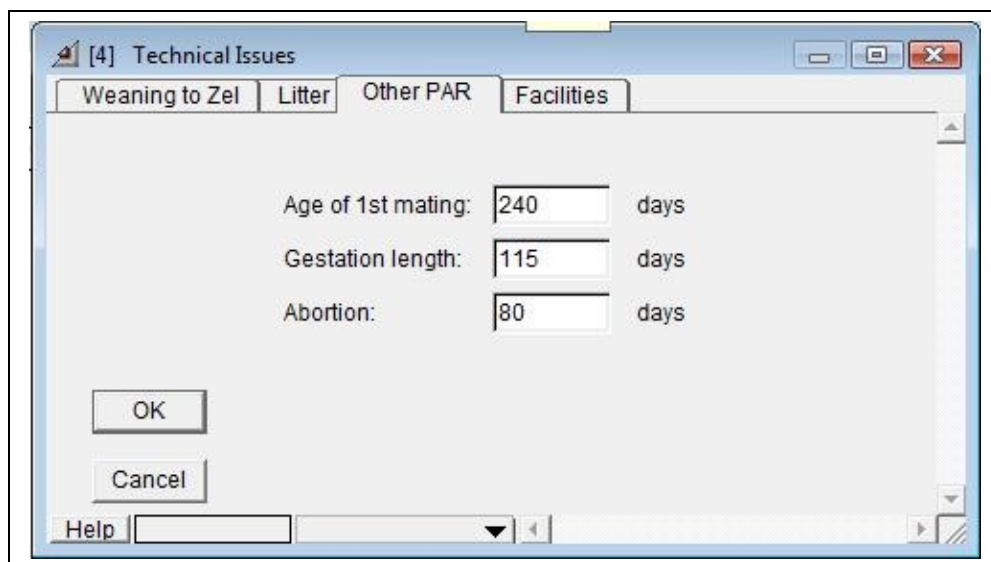 [4] Technical Issues
Weaning to Zel Litter Other PAR Facilities
Age of 1st mating: 240 days
Gestation length: 115 days
Abortion: 80 days
OK
Cancel
Help